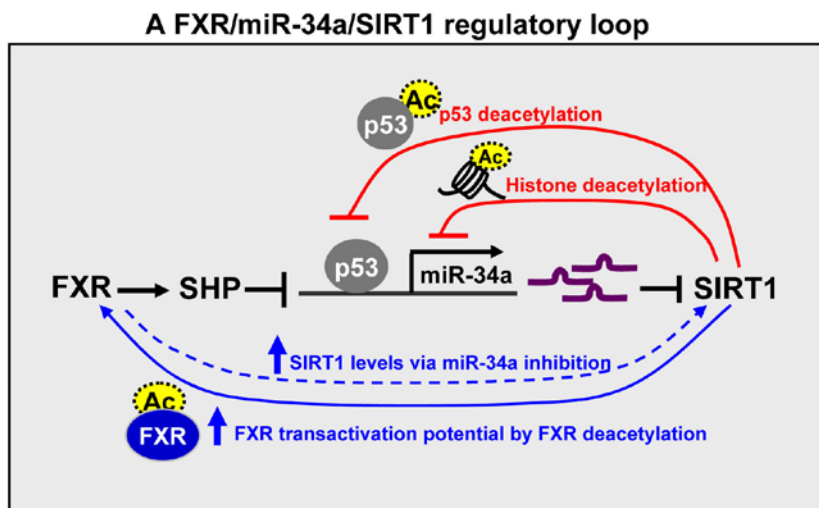 A FXR/miR-34a/SIRT1 regulatory loop
Ac
p53
p53 deacetylation
Ac
Histone deacetylation
p53
miR-34a
FXR
SHP
SIRT1
SIRT1 levels via miR-34a inhibition
Ac
FXR
FXR transactivation potential by FXR deacetylation